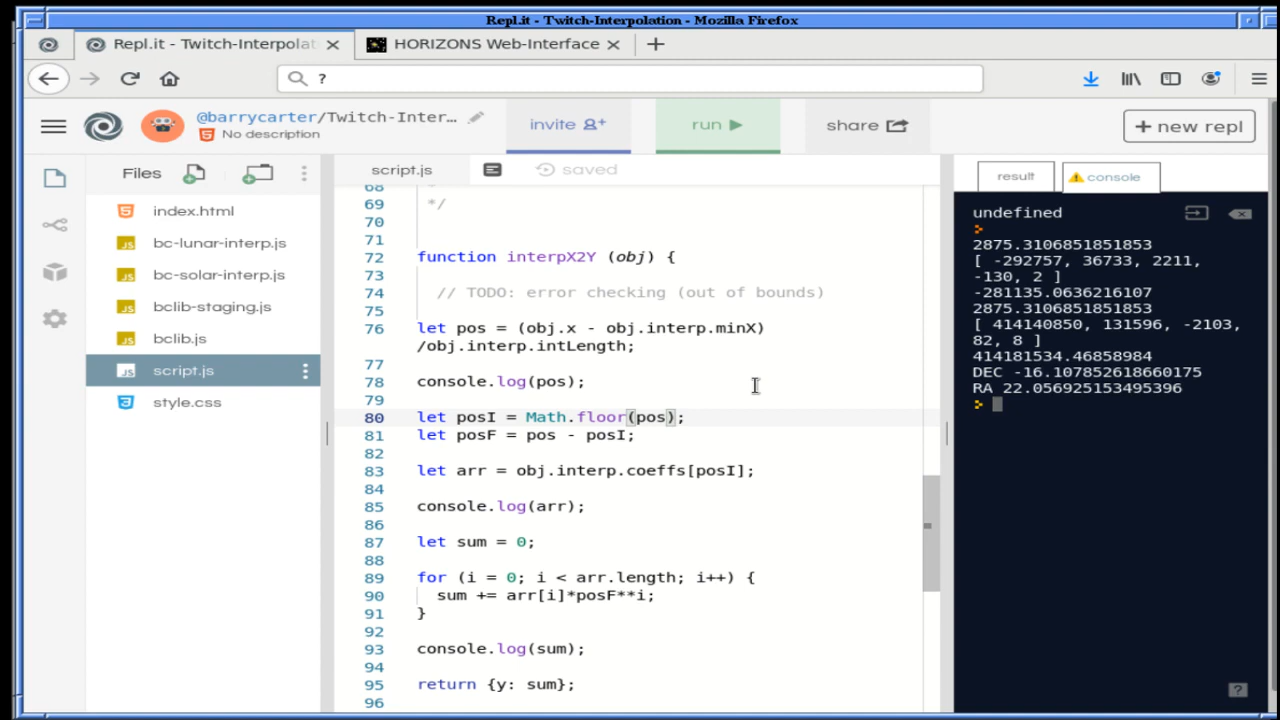 Repl.it - Twitch-Interpolation - Mozilla Firefox
Repl.it - Twitch-Interpolat
HORIZONS Web-Interface
?
@barrycarter/Twitch-Inter...
No description
invite
run
share
+ new repl
Files
script.js
saved
result
console
index.html
bc-lunar-interp.js
bc-solar-interp.js
bclib-staging.js
bclib.js
script.js
style.css
68
69 */
70
71
72 function interpX2Y (obj) {
73
74 // TODO: error checking (out of bounds)
75
76 let pos = (obj.x - obj.interp.minX)
/obj.interp.intLength;
77
78 console.log(pos);
79
80 let posI = Math.floor(pos);
81 let posF = pos - posI;
82
83 let arr = obj.interp.coeffs[posI];
84
85 console.log(arr);
86
87 let sum = 0;
88
89 for (i = 0; i < arr.length; i++) {
90 sum += arr[i]*posF**i;
91 }
92
93 console.log(sum);
94
95 return {y: sum};
96
undefined
2875.3106851851853
[ -292757, 36733, 2211,
-130, 2 ]
-281135.0636216107
2875.3106851851853
[ 414140850, 131596, -2103,
82, 8 ]
414181534.46858984
DEC -16.107852618660175
RA 22.056925153495396
?